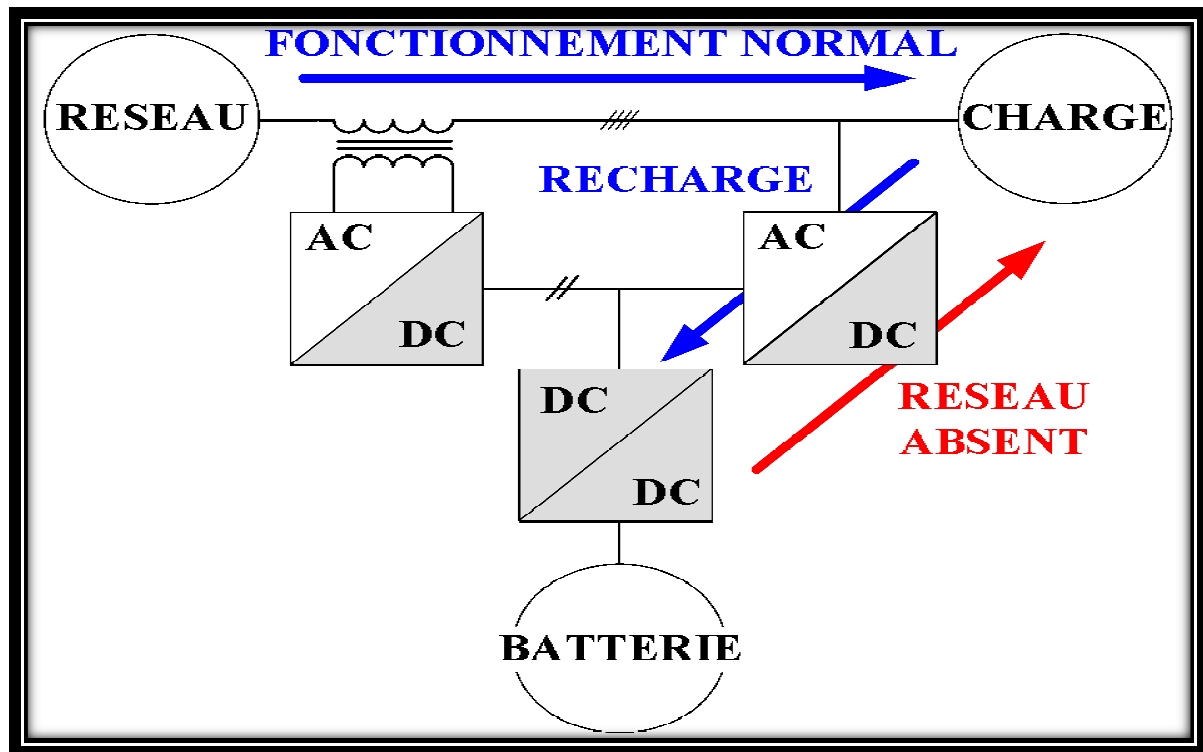 FONCTIONNEMENT NORMAL
RESEAU
CHARGE
RECHARGE
AC
DC
AC
DC
DC
DC
RESEAU
ABSENT
BATTERIE